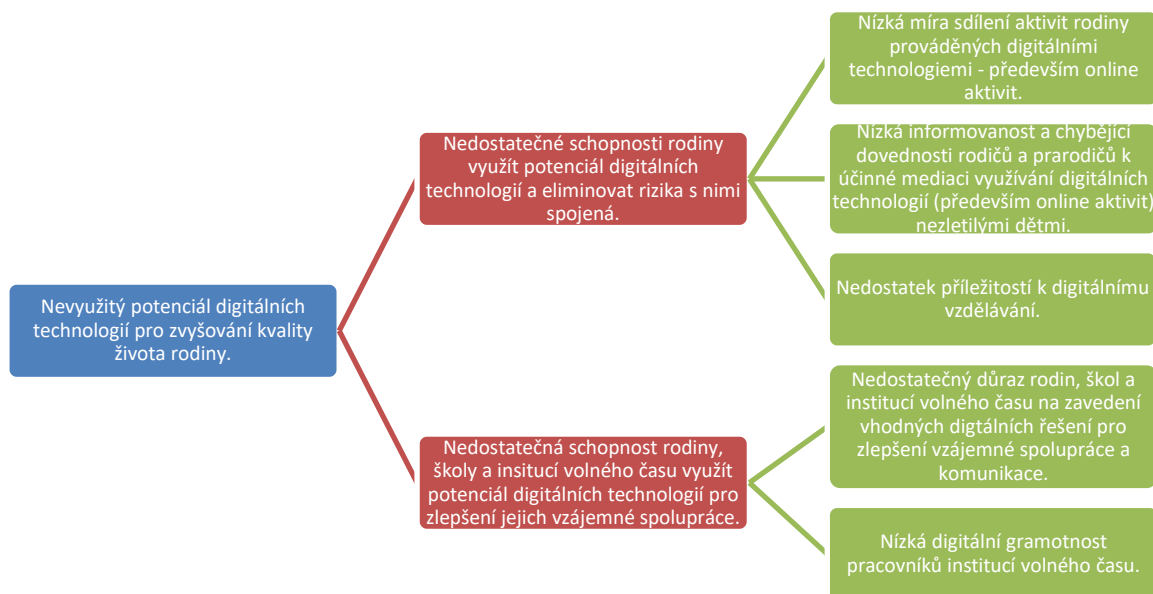 Nízká míra sdílení aktivit rodiny
prováděných digitálními
technologiemi - především online
aktivit.
Nedostatečné schopnosti rodiny
využít potenciál digitálních
technologií a eliminovat rizika s nimi
spojená.
Nízká informovanost a chybějící
dovednosti rodičů a prarodičů k
účinné mediaci využívání digitálních
technologií (především online aktivit)
nezletilými dětmi.
Nedostatek příležitostí k digitálnímu
vzdělávání.
Nevyužitý potenciál digitálních
technologií pro zvyšování kvality
života rodiny.
Nedostatečný důraz rodin, škol a
institucí volného času na zavedení
vhodných digtálních řešení pro
zlepšení vzájemné spolupráce a
komunikace.
Nedostatečná schopnost rodiny,
školy a insitucí volného času využít
potenciál digitálních technologií pro
zlepšení jejich vzájemné spolupráce.
Nízká digitální gramotnost
pracovníků institucí volného času.